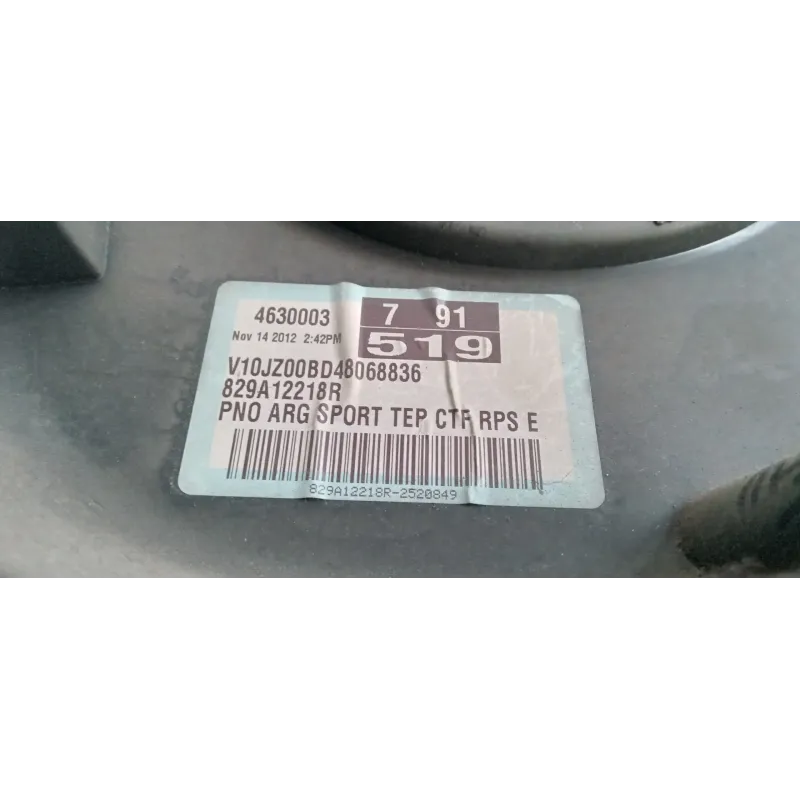 4630003 7 91
Nov 14 2012 2:42PM 519
V10JZ00BD48068836
829A12218R
PNO ARG SPORT TEP CTF RPS E
829A12218R-2520849